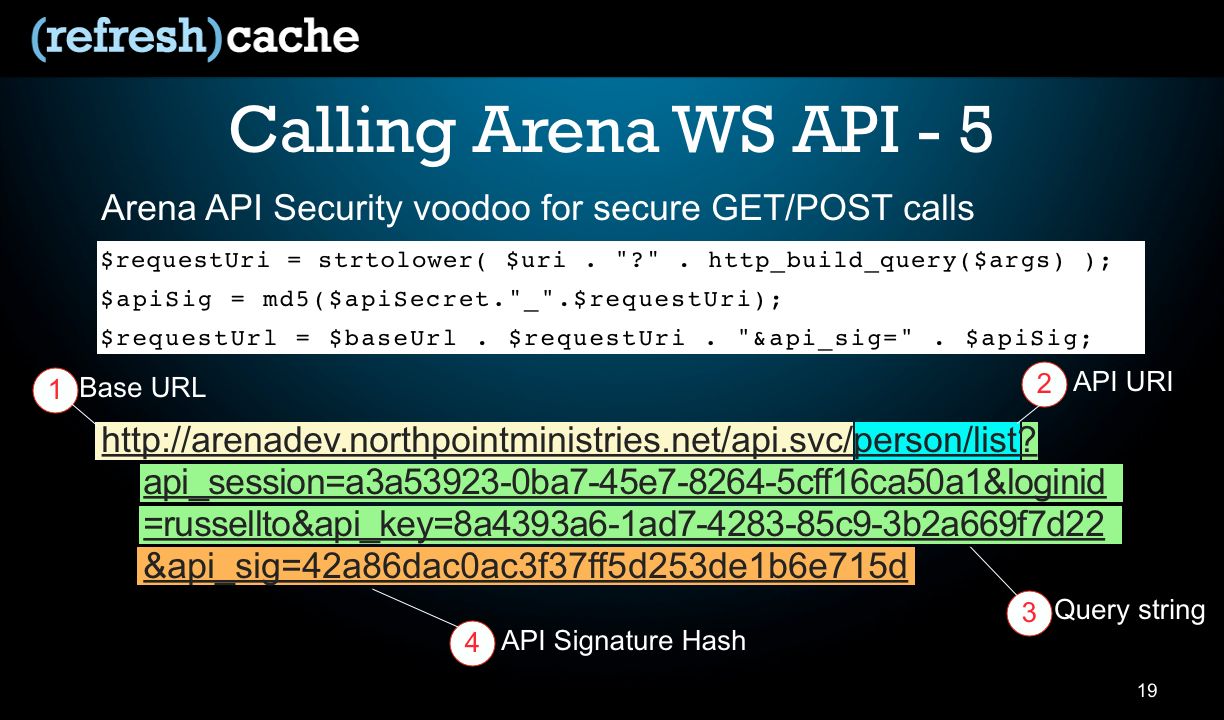 (refresh)cache
Calling Arena WS API - 5
Arena API Security voodoo for secure GET/POST calls
$requestUri = strtolower( $uri . "?" . http_build_query($args) );
$apiSig = md5($apiSecret."_".$requestUri);
$requestUrl = $baseUrl . $requestUri . "&api_sig=" . $apiSig;
1 Base URL
2 API URI
http://arenadev.northpointministries.net/api.svc/person/list?
api_session=a3a53923-0ba7-45e7-8264-5cff16ca50a1&loginid
=russellto&api_key=8a4393a6-1ad7-4283-85c9-3b2a669f7d22
&api_sig=42a86dac0ac3f37ff5d253de1b6e715d
3 Query string
4 API Signature Hash
19